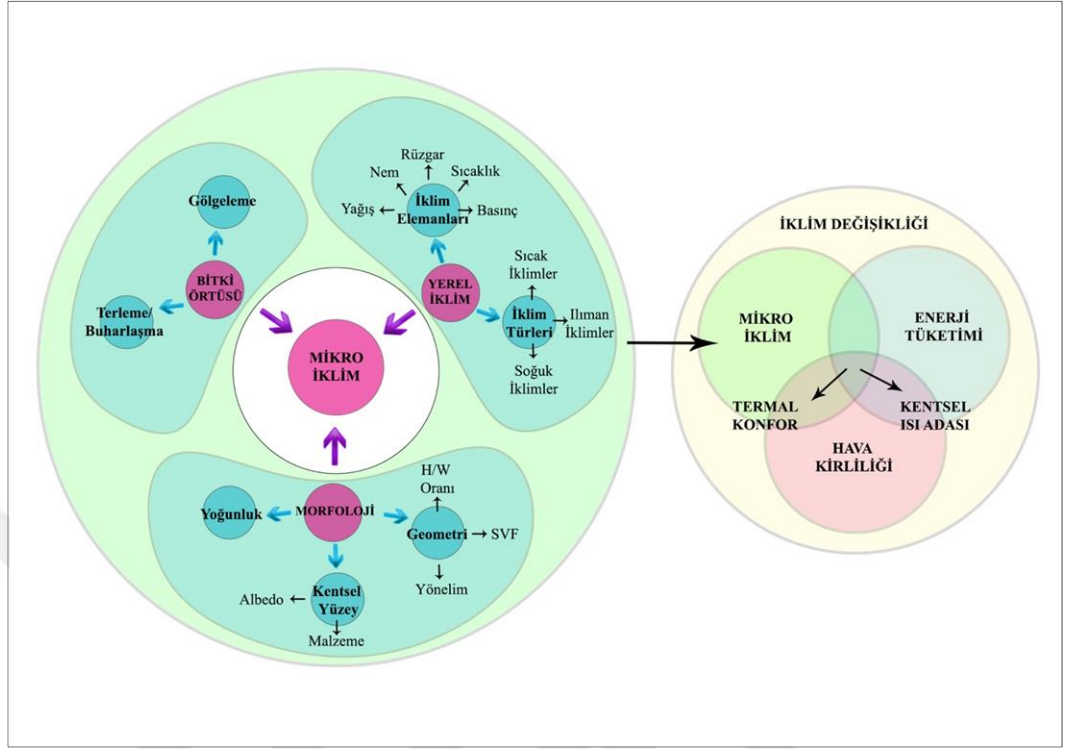 Gölgeleme
BİTKİ
ÖRTÜSÜ
Terleme/
Buharlaşma
Rüzgar
Nem
Sıcaklık
İklim
Elemanları
Yağış
Basınç
YEREL
İKLİM
Sıcak
İklimler
İklim
Türleri
Ilıman
İklimler
Soğuk
İklimler
MİKRO
İKLİM
H/W
Oranı
Yoğunluk
MORFOLOJİ
Geometri
SVF
Yönelim
Kentsel
Yüzey
Albedo
Malzeme
İKLİM DEĞİŞİKLİĞİ
MİKRO
İKLİM
ENERJİ
TÜKETİMİ
TERMAL
KONFOR
KENTSEL
ISI ADASI
HAVA
KİRLİLİĞİ